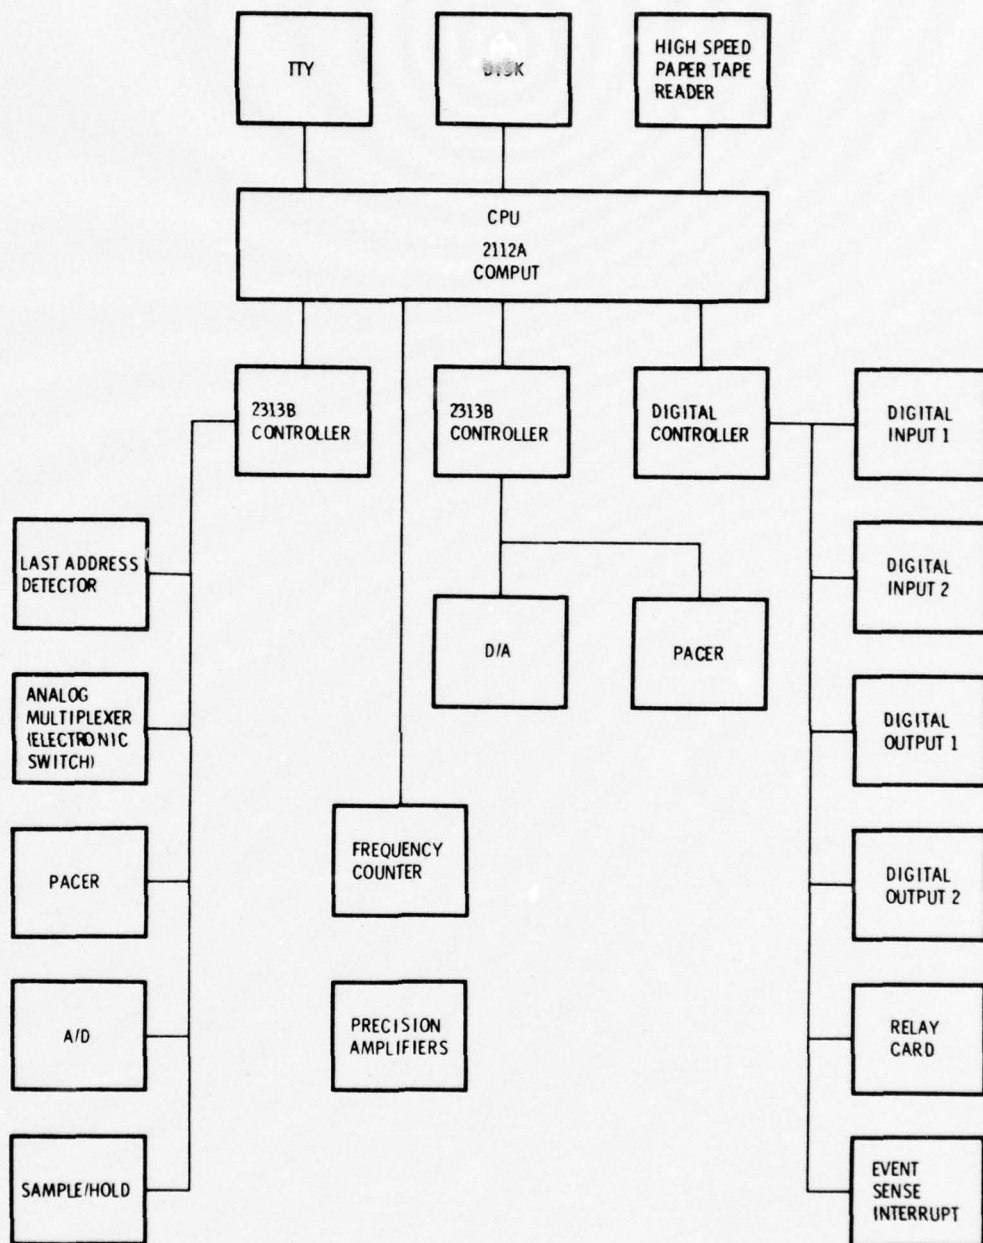 TTY
DISK
HIGH SPEED
PAPER TAPE
READER
CPU
2112A
COMPUT
2313B
CONTROLLER
2313B
CONTROLLER
DIGITAL
CONTROLLER
DIGITAL
INPUT 1
LAST ADDRESS
DETECTOR
DIGITAL
INPUT 2
D/A
PACER
ANALOG
MULTIPLEXER
(ELECTRONIC
SWITCH)
DIGITAL
OUTPUT 1
PACER
FREQUENCY
COUNTER
DIGITAL
OUTPUT 2
A/D
PRECISION
AMPLIFIERS
RELAY
CARD
SAMPLE/HOLD
EVENT
SENSE
INTERRUPT